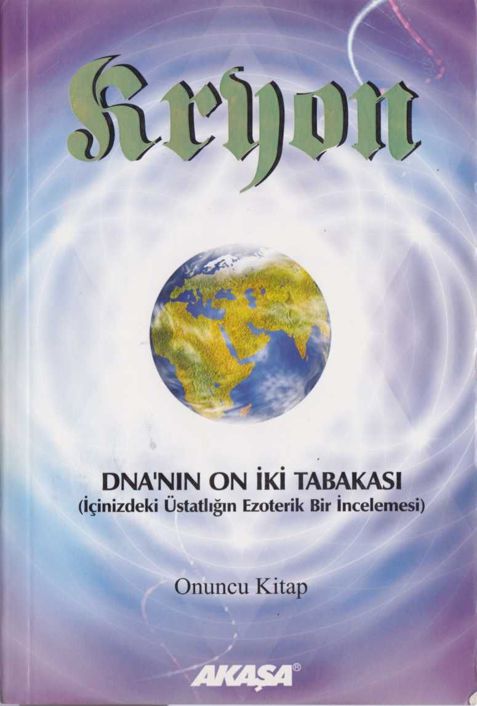 Kryon
DNA'NIN ON İKİ TABAKASI
(İçinizdeki Üstatlığın Ezoterik Bir İncelemesi)
Onuncu Kitap
AKAŞA®